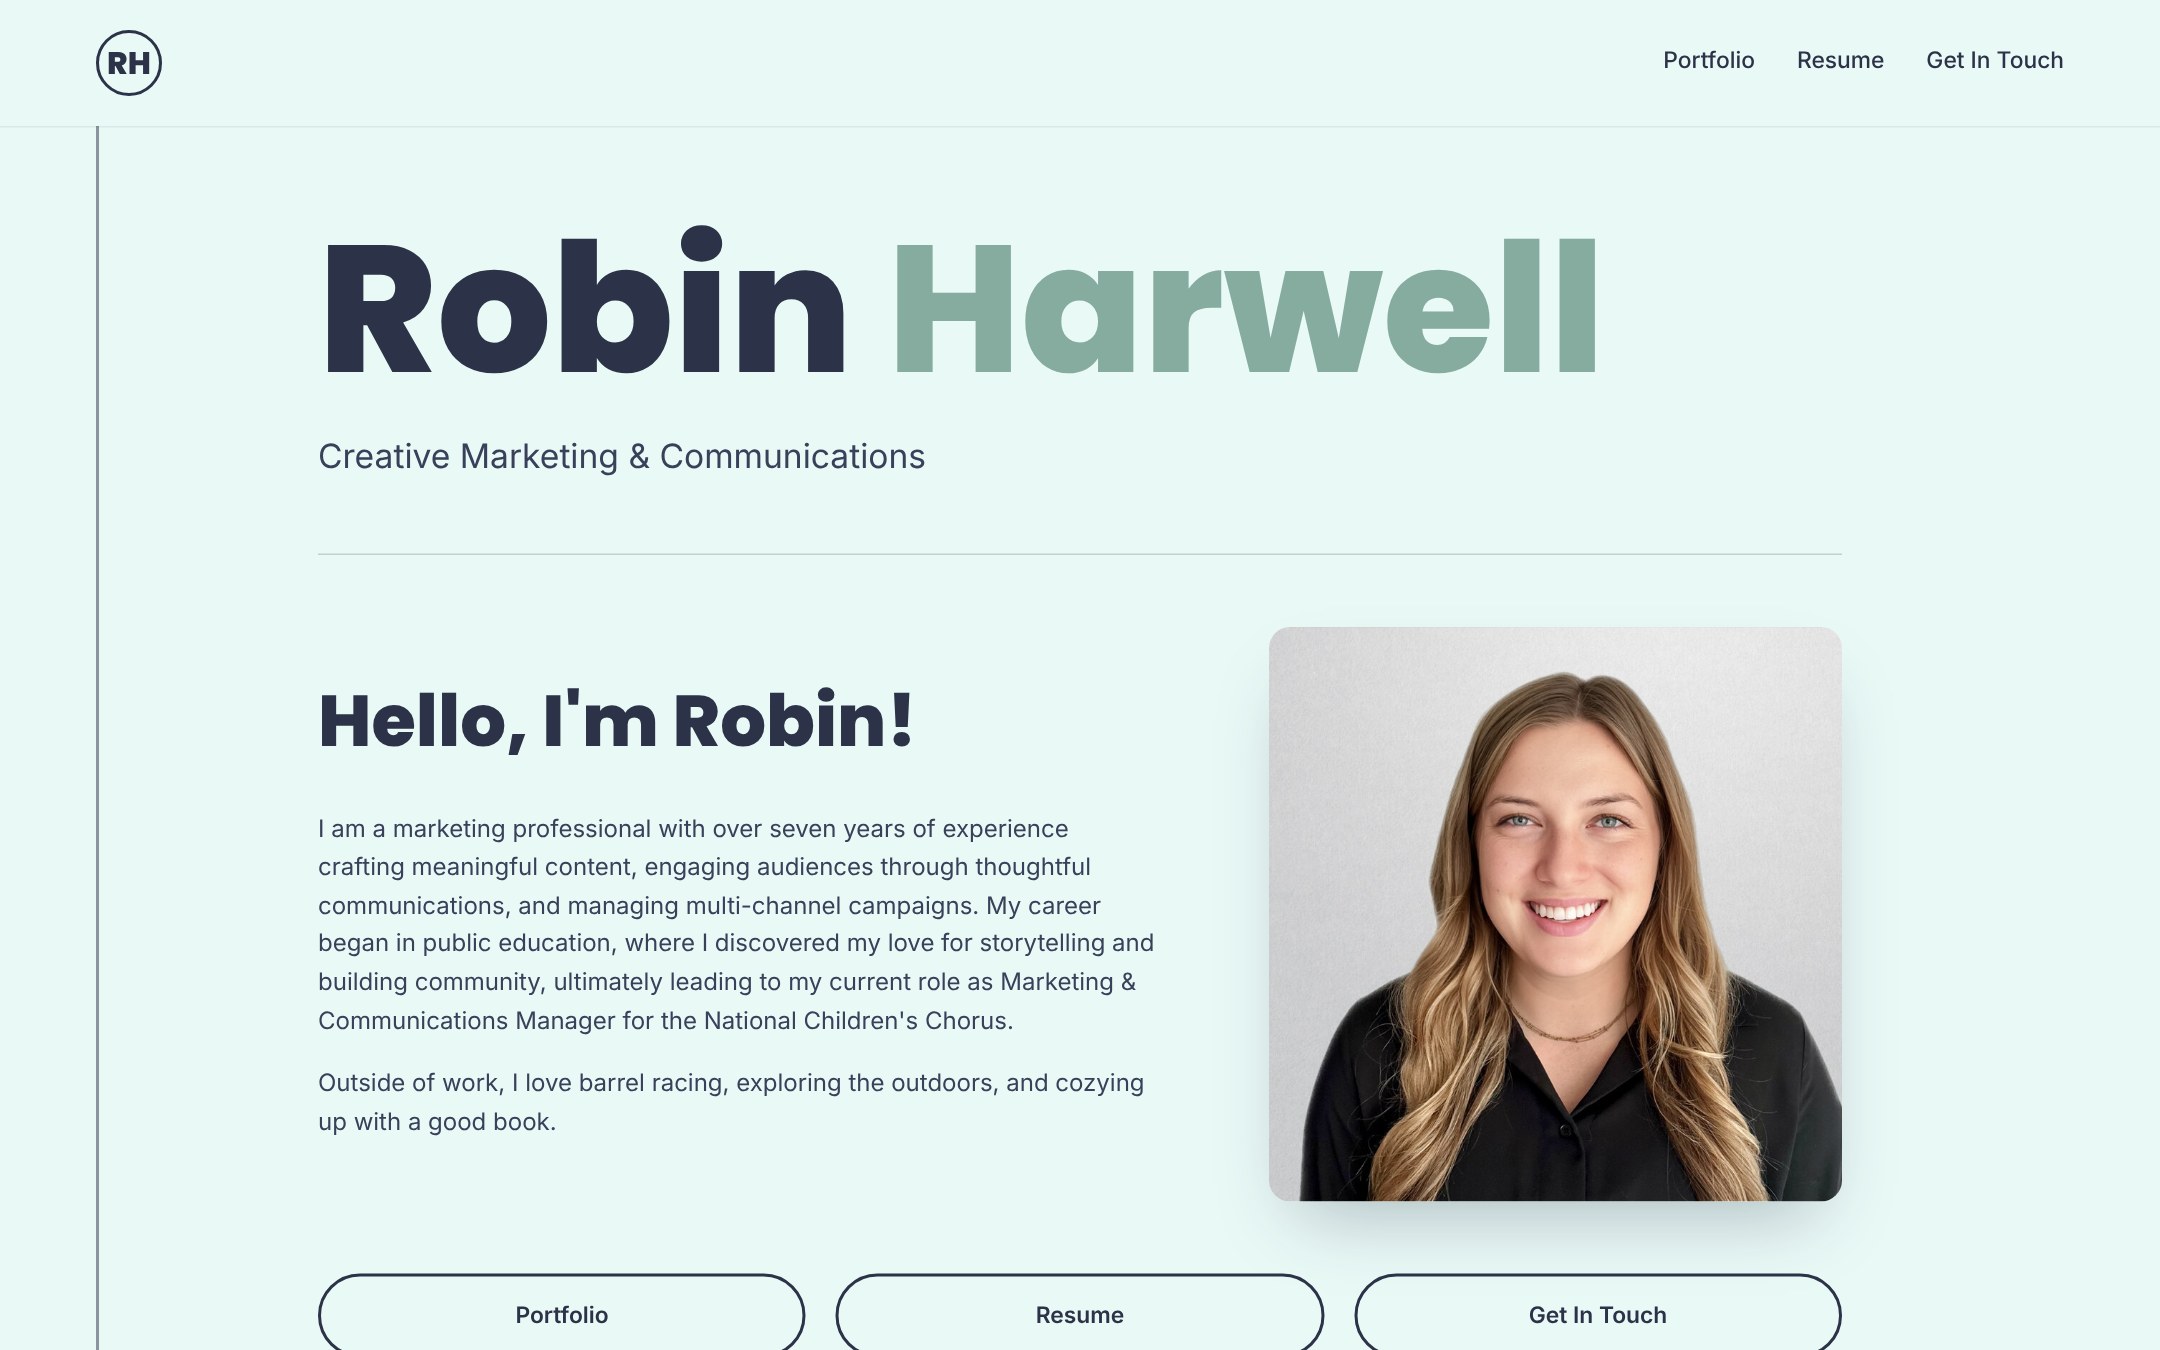 RH
Portfolio Resume Get In Touch
Robin Harwell
Creative Marketing & Communications
Hello, I'm Robin!
I am a marketing professional with over seven years of experience
crafting meaningful content, engaging audiences through thoughtful
communications, and managing multi-channel campaigns. My career
began in public education, where I discovered my love for storytelling and
building community, ultimately leading to my current role as Marketing &
Communications Manager for the National Children's Chorus.
Outside of work, I love barrel racing, exploring the outdoors, and cozying
up with a good book.
Portfolio
Resume
Get In Touch